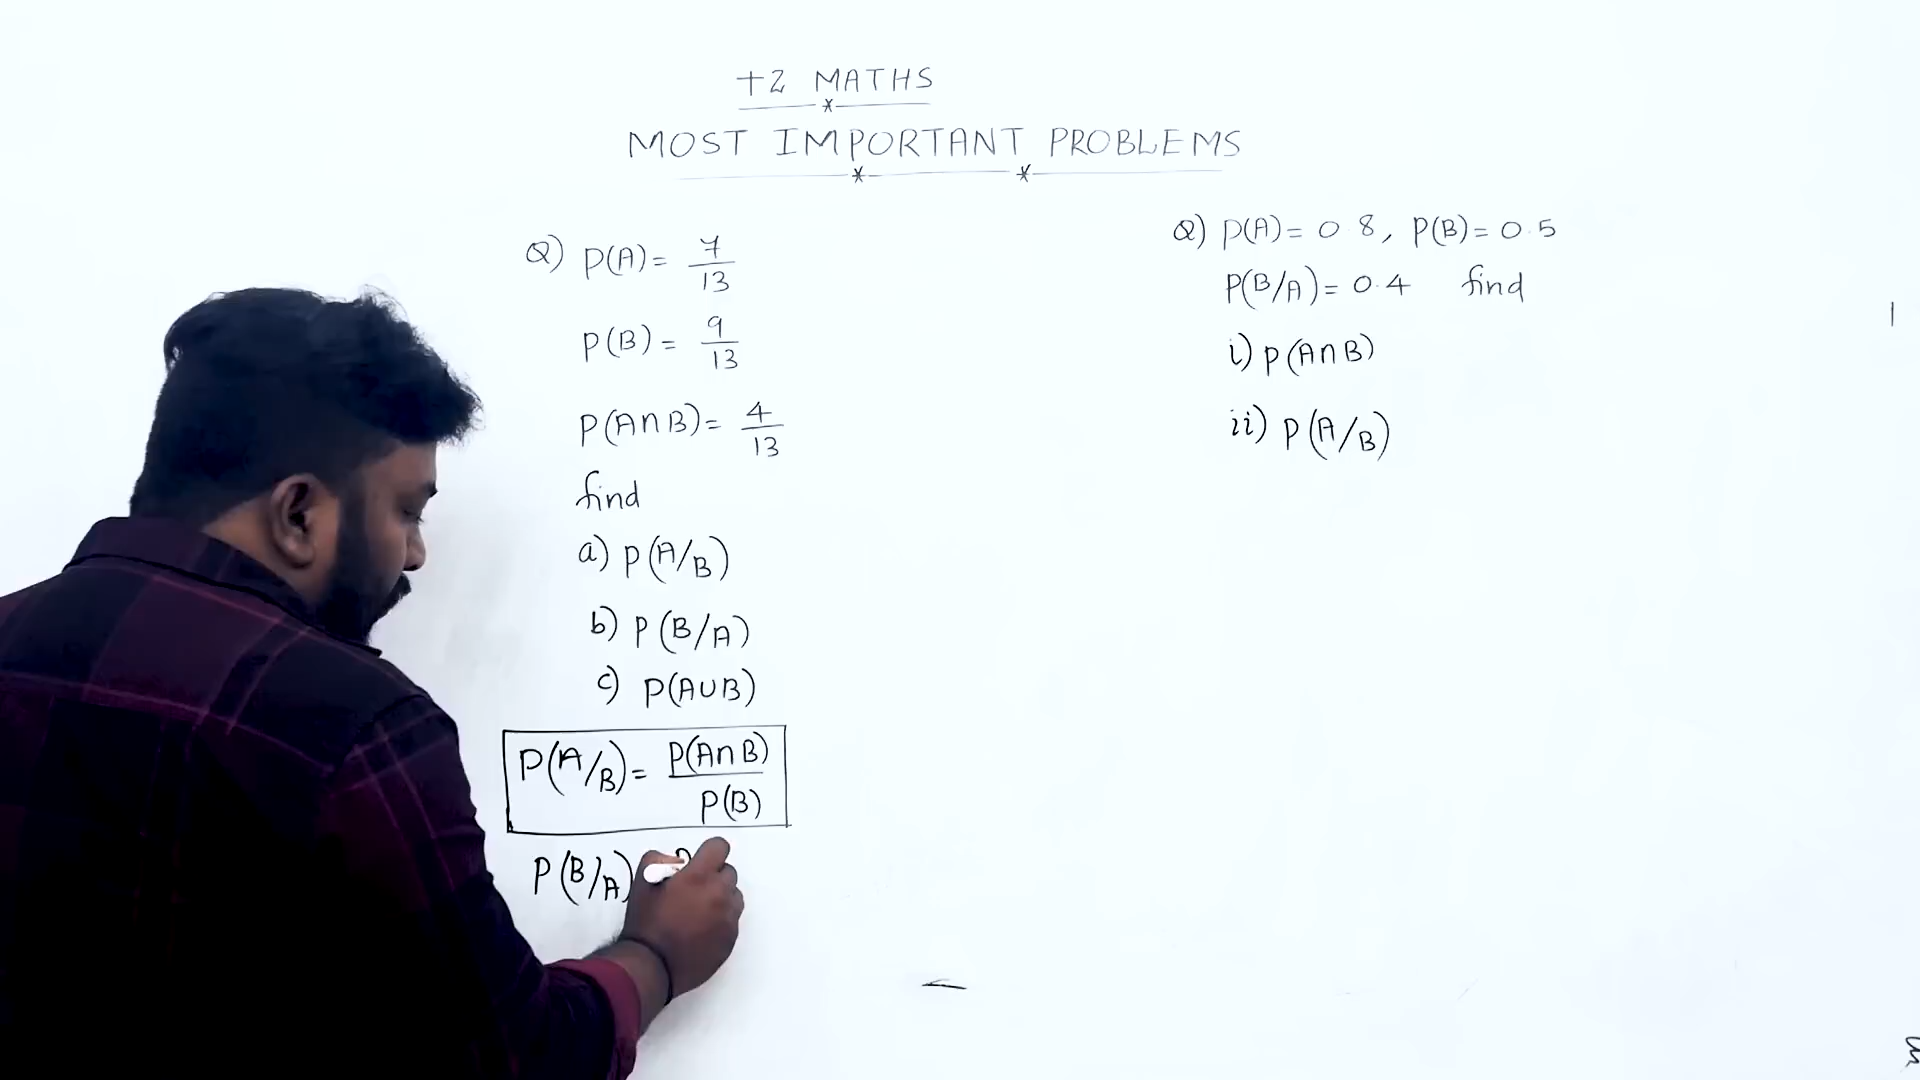 +2 MATHS
MOST IMPORTANT PROBLEMS
Q) P(A) = 7/13
P(B) = 9/13
P(A∩B) = 4/13
find
a) P(A/B)
b) P(B/A)
c) P(A∪B)
P(A/B) = P(A∩B)/P(B)
P(B/A)
Q) P(A) = 0.8, P(B) = 0.5
P(B/A) = 0.4 find
i) P(A∩B)
ii) P(A/B)